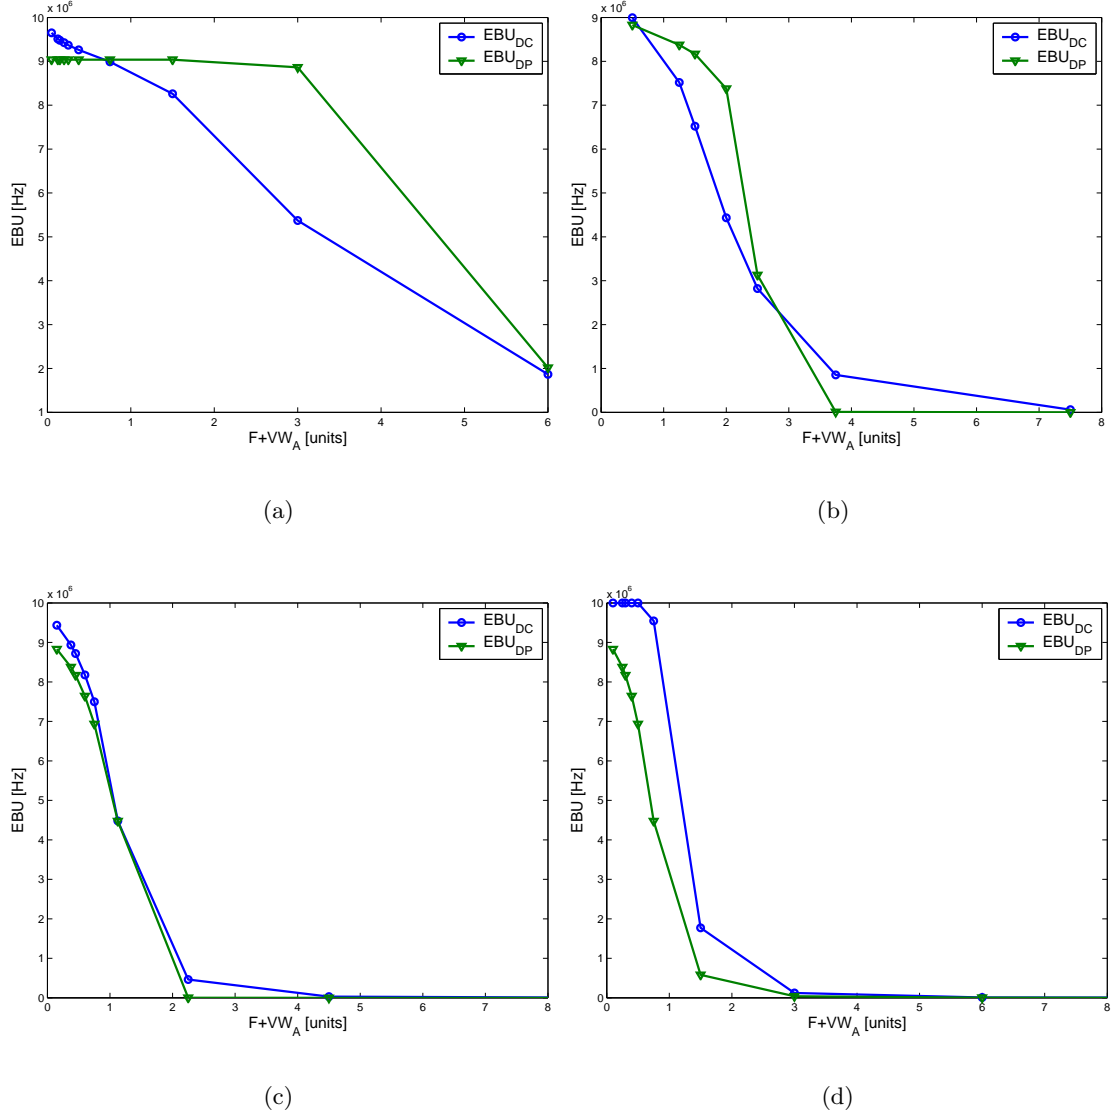 x 10^6
EBU_DC
EBU_DP
10
9
8
7
6
5
4
3
2
1
EBU [Hz]
0 1 2 3 4 5 6
F+VW_A [units]
(a)
x 10^6
EBU_DC
EBU_DP
9
8
7
6
5
4
3
2
1
0
EBU [Hz]
0 1 2 3 4 5 6 7 8
F+VW_A [units]
(b)
x 10^6
EBU_DC
EBU_DP
10
9
8
7
6
5
4
3
2
1
0
EBU [Hz]
0 1 2 3 4 5 6 7 8
F+VW_A [units]
(c)
x 10^6
EBU_DC
EBU_DP
10
9
8
7
6
5
4
3
2
1
0
EBU [Hz]
0 1 2 3 4 5 6 7 8
F+VW_A [units]
(d)